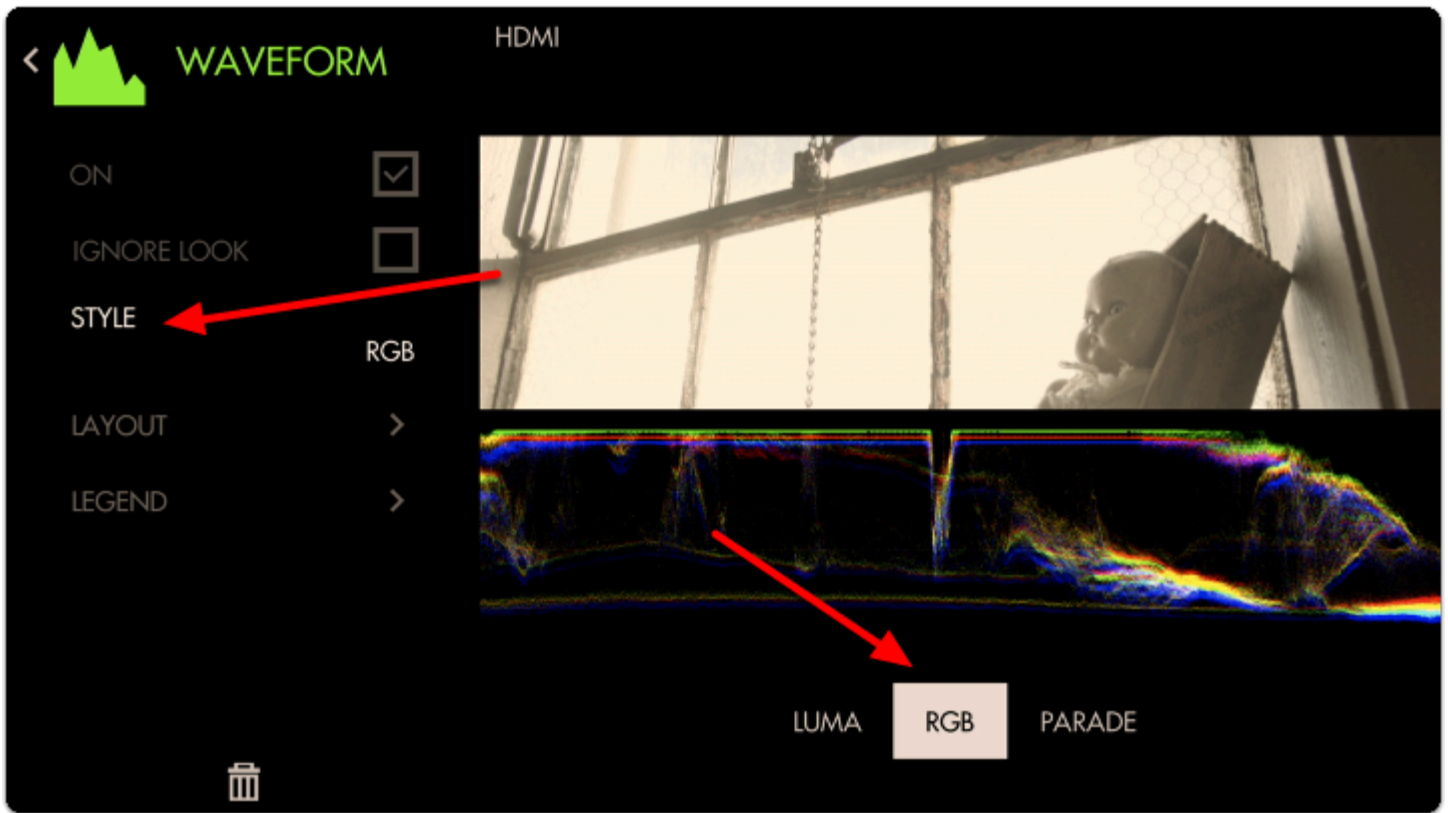 WAVEFORM
HDMI
ON
IGNORE LOOK
STYLE
RGB
LAYOUT
LEGEND
LUMA
RGB
PARADE